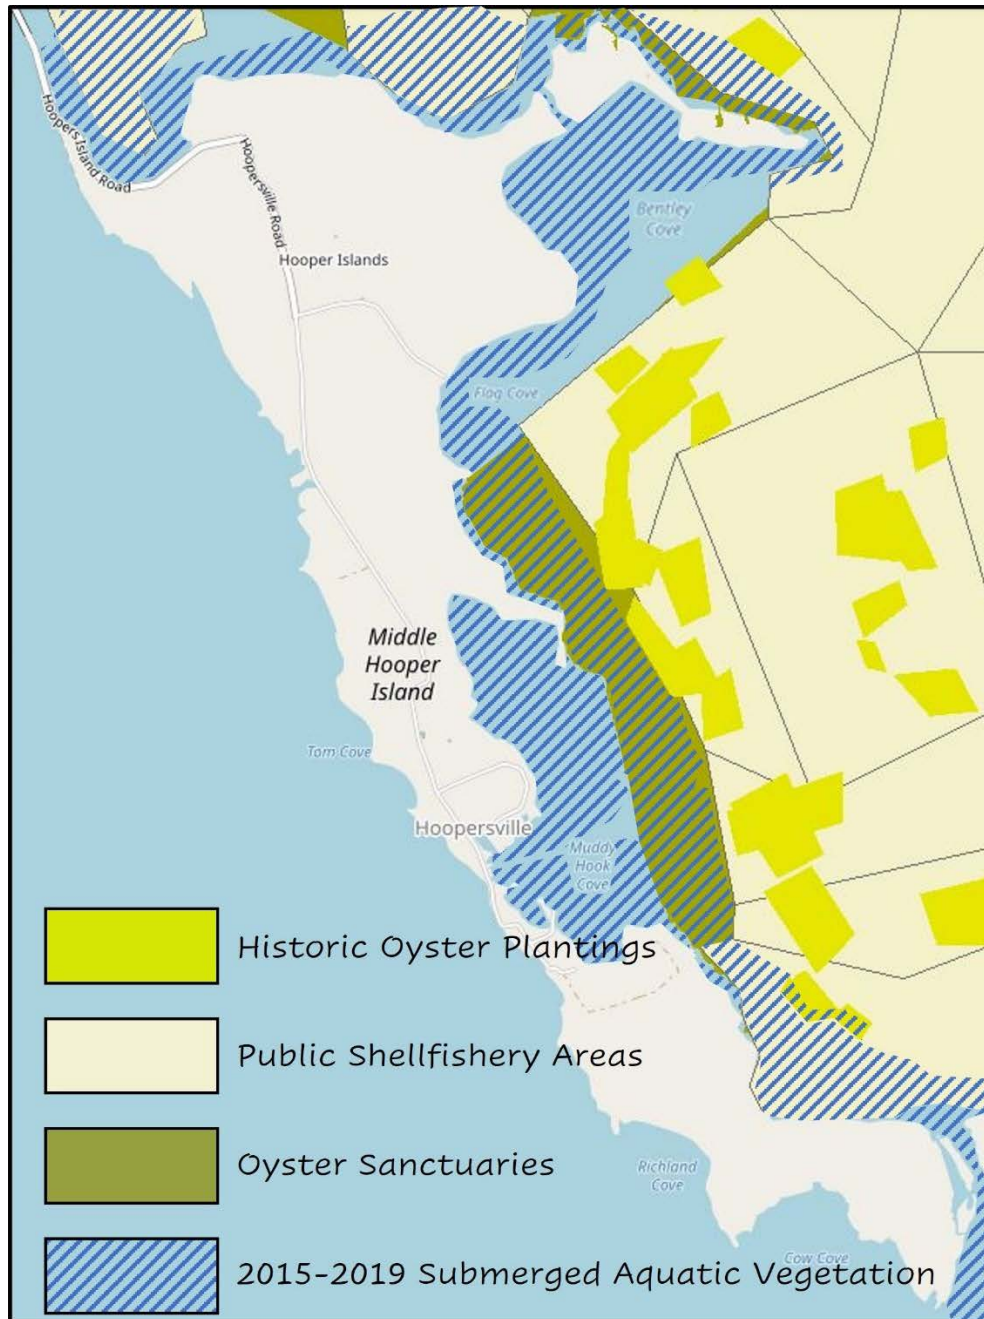 Hoopers Island Road
Hoopersville Road
Hooper Islands
Bentley
Cove
Flag Cove
Middle
Hooper
Island
Tom Cove
Hoopersville
Muddy
Hook
Cove
Historic Oyster Plantings
Public Shellfishery Areas
Oyster Sanctuaries
Richland
Cove
Cow Cove
2015-2019 Submerged Aquatic Vegetation